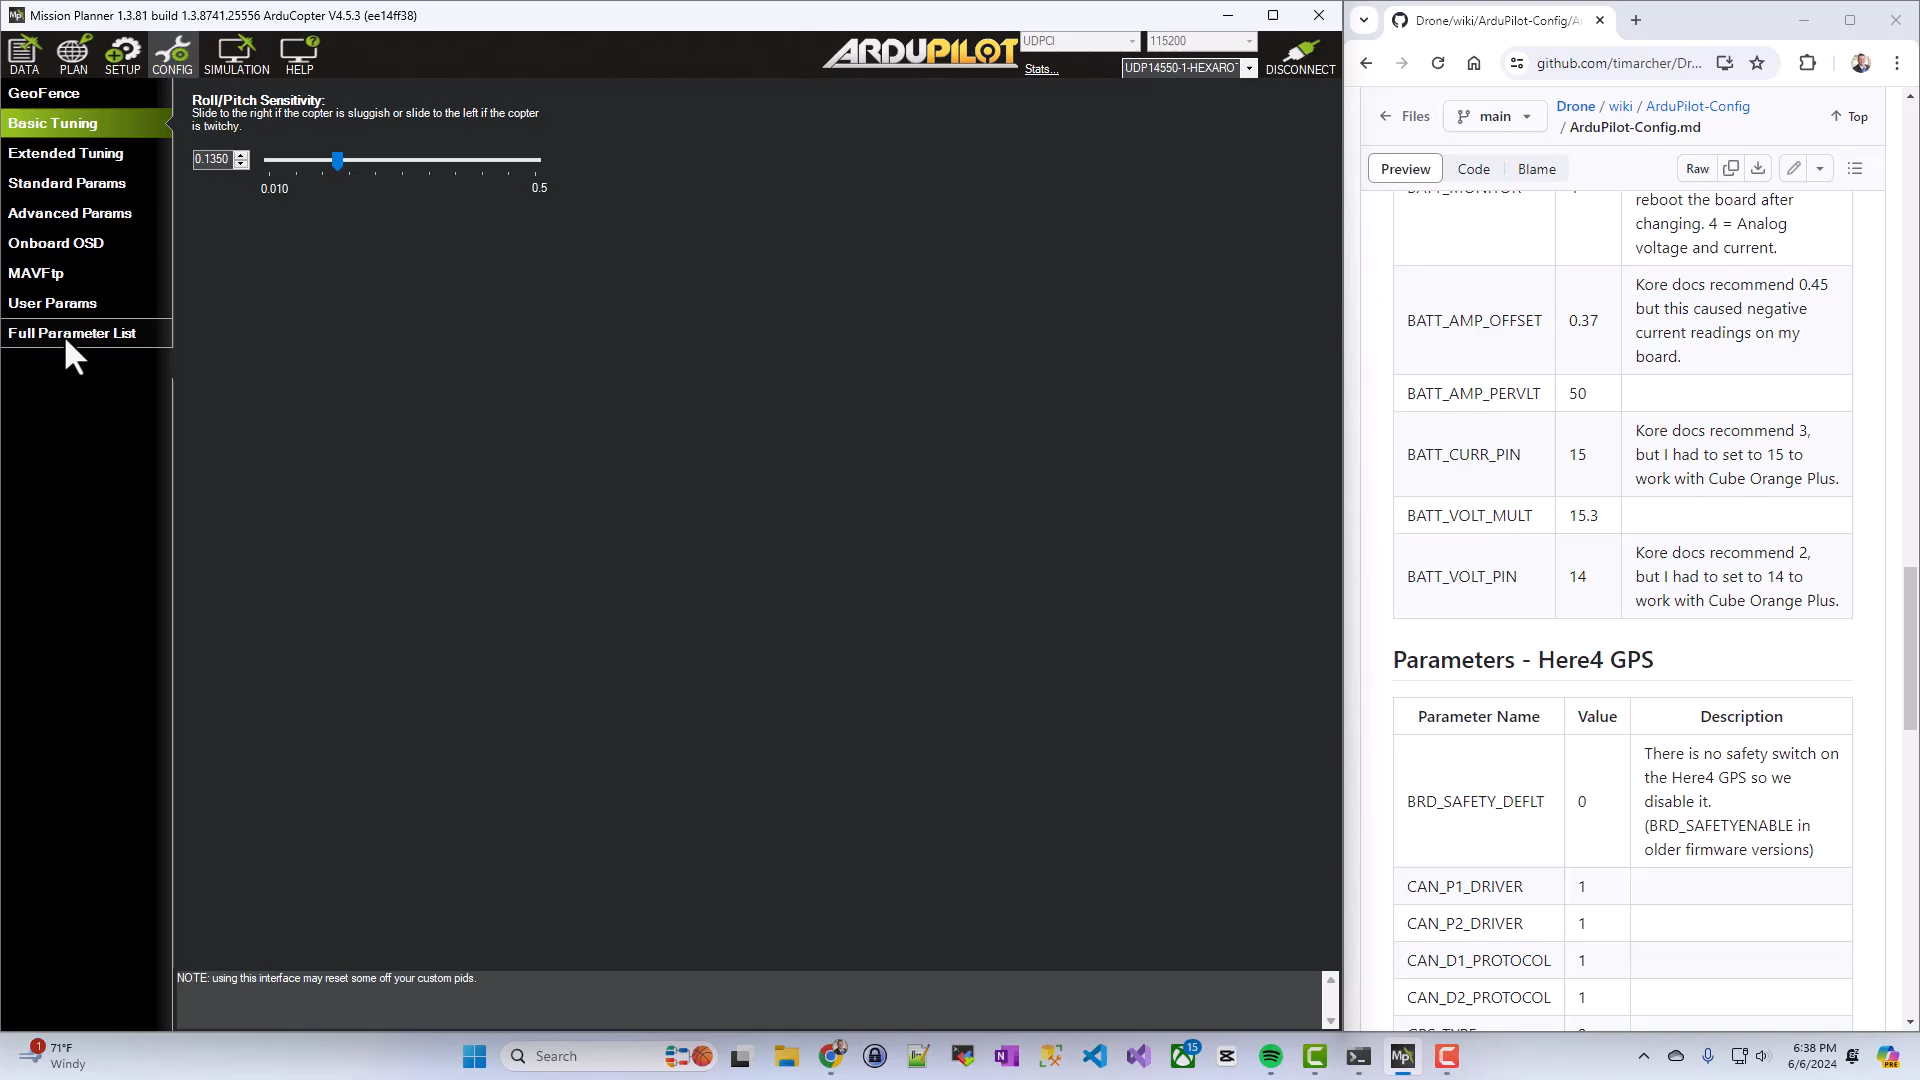 Mission Planner 1.3.81 build 1.3.8741.25556 ArduCopter V4.5.3 (ee14ff38)
DATA PLAN SETUP CONFIG SIMULATION HELP
ARDUPILOT
UDPCI 115200
Stats... UDP14550-1-HEXARO DISCONNECT
GeoFence
Basic Tuning
Extended Tuning
Standard Params
Advanced Params
Onboard OSD
MAVFtp
User Params
Full Parameter List
Roll/Pitch Sensitivity:
Slide to the right if the copter is sluggish or slide to the left if the copter
is twitchy.
0.1350
0.010 0.5
NOTE: using this interface may reset some off your custom pids.
Drone/wiki/ArduPilot-Config/A
github.com/timarcher/Dr...
Files main
Drone / wiki / ArduPilot-Config
/ ArduPilot-Config.md
Top
Preview Code Blame Raw
reboot the board after
changing. 4 = Analog
voltage and current.
BATT_AMP_OFFSET 0.37
Kore docs recommend 0.45
but this caused negative
current readings on my
board.
BATT_AMP_PERVLT 50
BATT_CURR_PIN 15
Kore docs recommend 3,
but I had to set to 15 to
work with Cube Orange Plus.
BATT_VOLT_MULT 15.3
BATT_VOLT_PIN 14
Kore docs recommend 2,
but I had to set to 14 to
work with Cube Orange Plus.
Parameters - Here4 GPS
Parameter Name Value Description
BRD_SAFETY_DEFLT 0
There is no safety switch on
the Here4 GPS so we
disable it.
(BRD_SAFETYENABLE in
older firmware versions)
CAN_P1_DRIVER 1
CAN_P2_DRIVER 1
CAN_D1_PROTOCOL 1
CAN_D2_PROTOCOL 1
1
71°F
Windy
Search
15
6:38 PM
6/6/2024